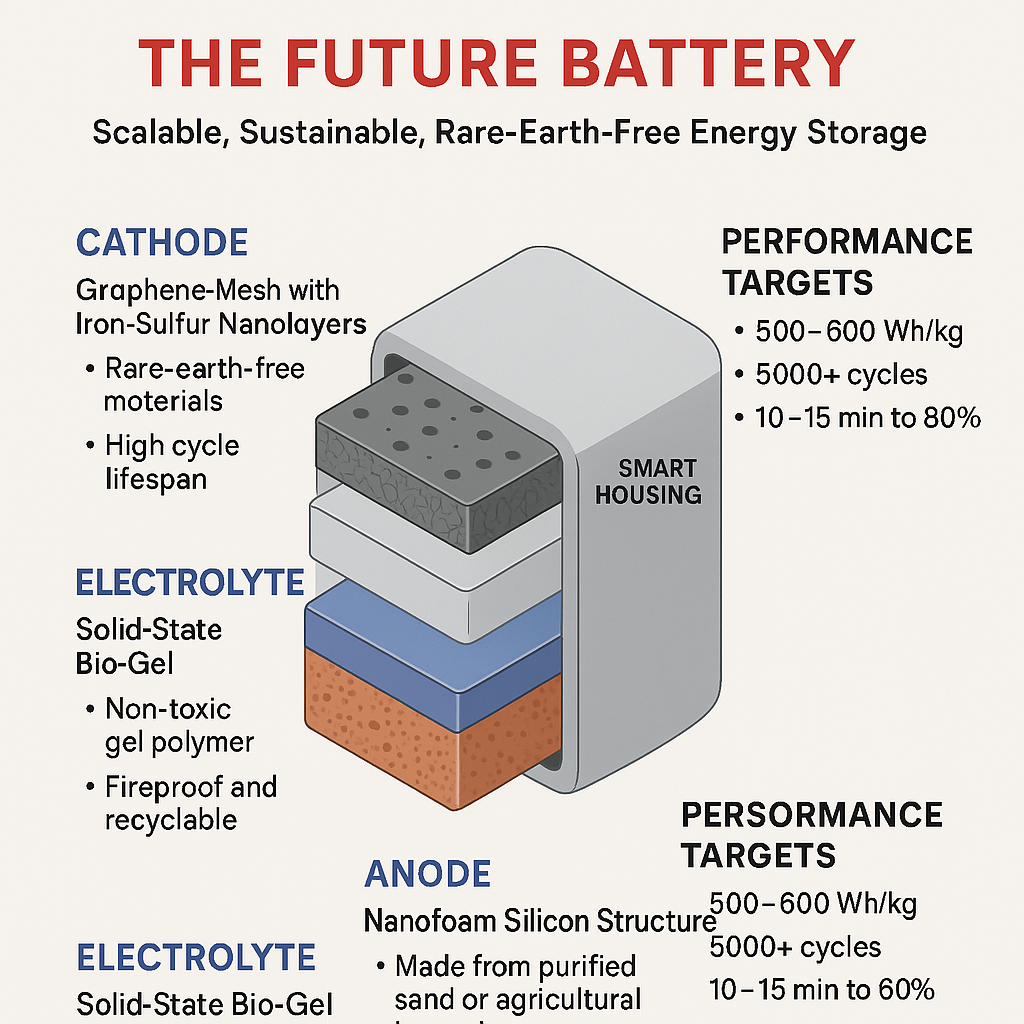 THE FUTURE BATTERY
Scalable, Sustainable, Rare-Earth-Free Energy Storage
CATHODE
Graphene-Mesh with
Iron-Sulfur Nanolayers
• Rare-earth-free
moterials
• High cycle
lifespan
PERFORMANCE
TARGETS
• 500–600 Wh/kg
• 5000+ cycles
• 10–15 min to 80%
SMART
HOUSING
ELECTROLYTE
Solid-State
Bio-Gel
• Non-toxic
gel polymer
• Fireproof and
recyclable
ANODE
Nanofoam Silicon Structure
• Made from purified
sand or agricultural
PERSORMANCE
TARGETS
500–600 Wh/kg
5000+ cycles
10–15 min to 60%
ELECTROLYTE
Solid-State Bio-Gel